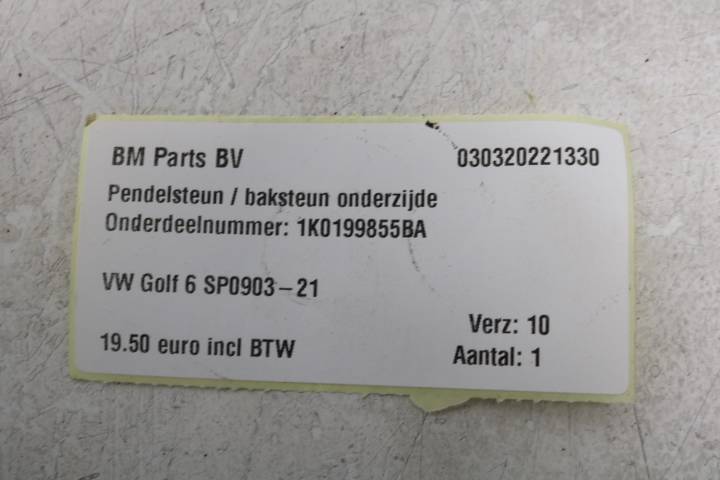 BM Parts BV 030320221330
Pendelsteun / baksteun onderzijde
Onderdeelnummer: 1K0199855BA
VW Golf 6 SP0903-21
Verz: 10
19.50 euro incl BTW
Aantal: 1